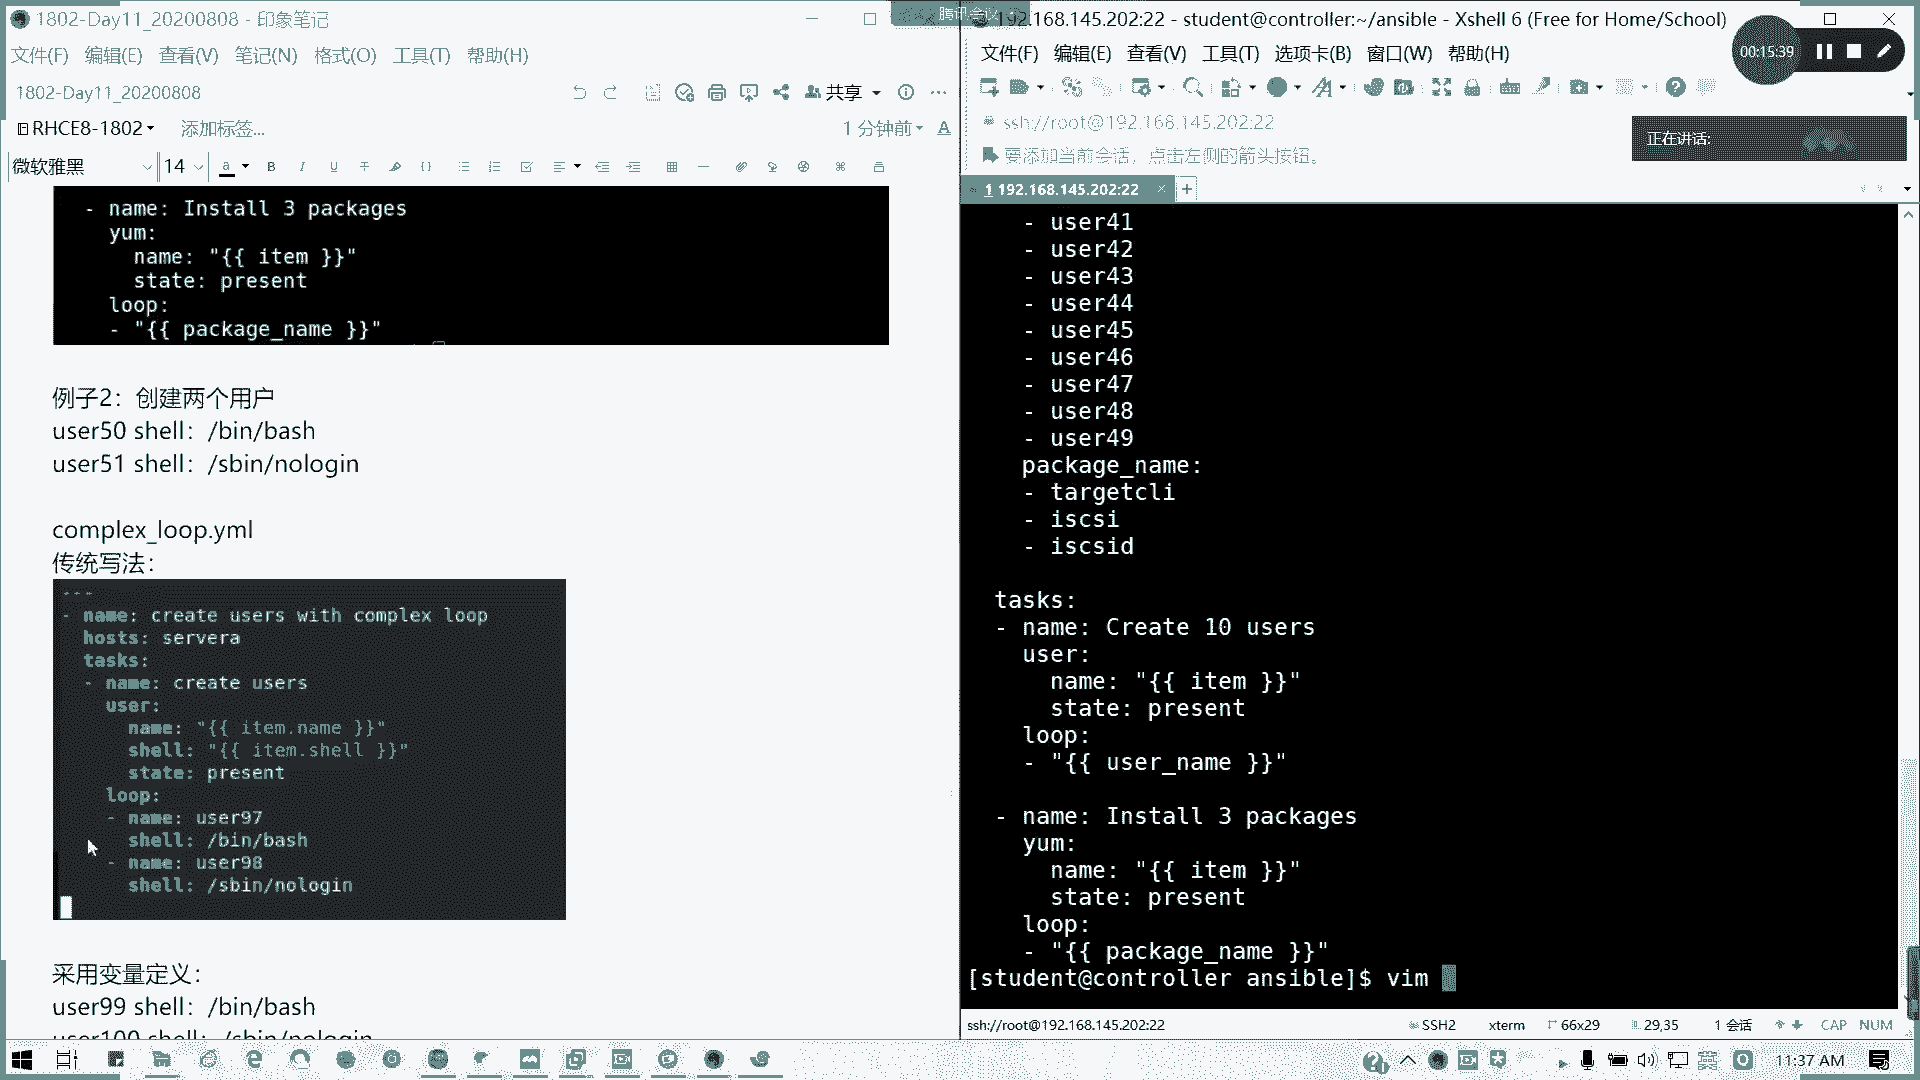 1802-Day11_20200808 - 印象笔记
文件(F) 编辑(E) 查看(V) 笔记(N) 格式(O) 工具(T) 帮助(H)
1802-Day11_20200808
共享
RHCE8-1802
添加标签...
1 分钟前
微软雅黑
14
- name: Install 3 packages
yum:
name: "{{ item }}"
state: present
loop:
- "{{ package_name }}"
例子2：创建两个用户
user50 shell：/bin/bash
user51 shell：/sbin/nologin
complex_loop.yml
传统写法：
---
- name: create users with complex loop
hosts: servera
tasks:
- name: create users
user:
name: "{{ item.name }}"
shell: "{{ item.shell }}"
state: present
loop:
- name: user97
shell: /bin/bash
- name: user98
shell: /sbin/nologin
采用变量定义：
user99 shell：/bin/bash
user100 shell：/sbin/nologin
腾讯会议
192.168.145.202:22 - student@controller:~/ansible - Xshell 6 (Free for Home/School)
文件(F) 编辑(E) 查看(V) 工具(T) 选项卡(B) 窗口(W) 帮助(H)
00:15:39
ssh://root@192.168.145.202:22
正在讲话:
要添加当前会话，点击左侧的箭头按钮。
1 192.168.145.202:22
- user41
- user42
- user43
- user44
- user45
- user46
- user47
- user48
- user49
package_name:
- targetcli
- iscsi
- iscsid
tasks:
- name: Create 10 users
user:
name: "{{ item }}"
state: present
loop:
- "{{ user_name }}"
- name: Install 3 packages
yum:
name: "{{ item }}"
state: present
loop:
- "{{ package_name }}"
[student@controller ansible]$ vim
ssh://root@192.168.145.202:22
SSH2
xterm
66x29
29,35
1 会话
CAP NUM
11:37 AM